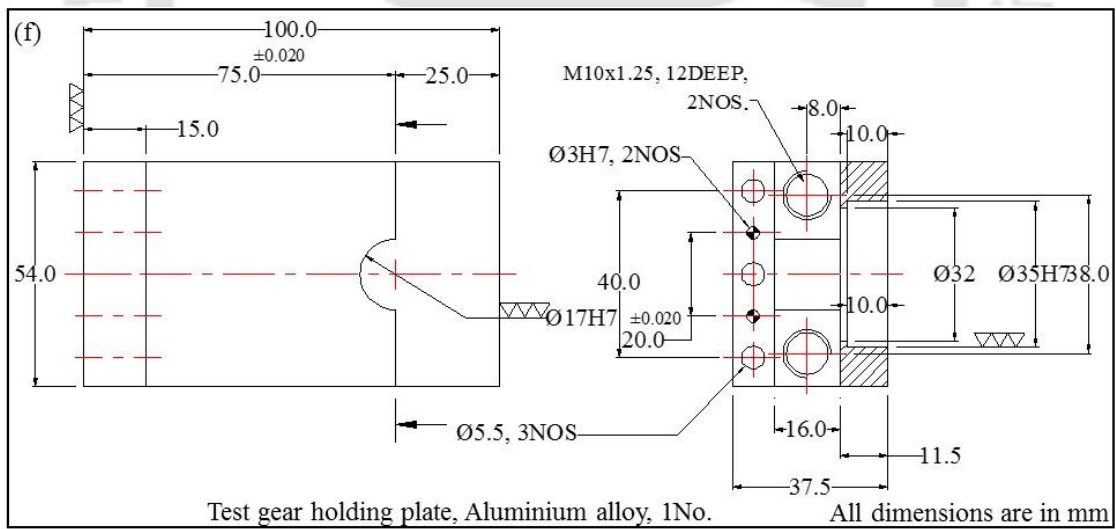 (f)
100.0
±0.020
75.0
25.0
M10x1.25, 12DEEP,
2NOS.
8.0
15.0
10.0
Ø3H7, 2NOS
54.0
40.0
Ø32
Ø35H7
38.0
10.0
Ø17H7
±0.020
20.0
Ø5.5, 3NOS
16.0
11.5
37.5
Test gear holding plate, Aluminium alloy, 1No.
All dimensions are in mm